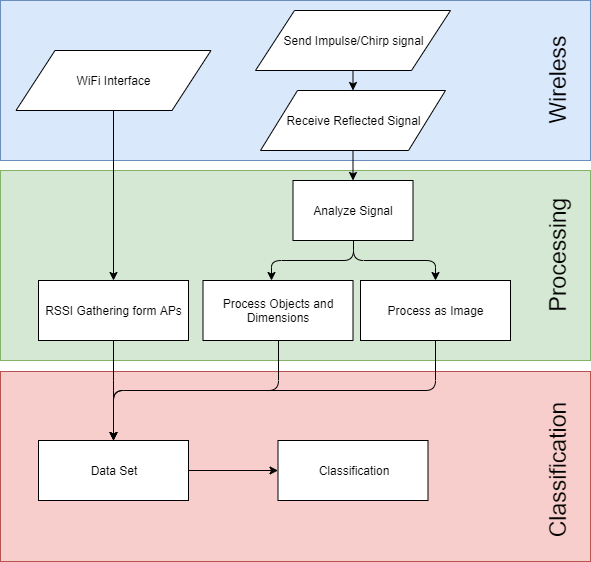 Send Impulse/Chirp signal
WiFi Interface
Receive Reflected Signal
Wireless
Analyze Signal
RSSI Gathering form APs
Process Objects and
Dimensions
Process as Image
Processing
Data Set
Classification
Classification